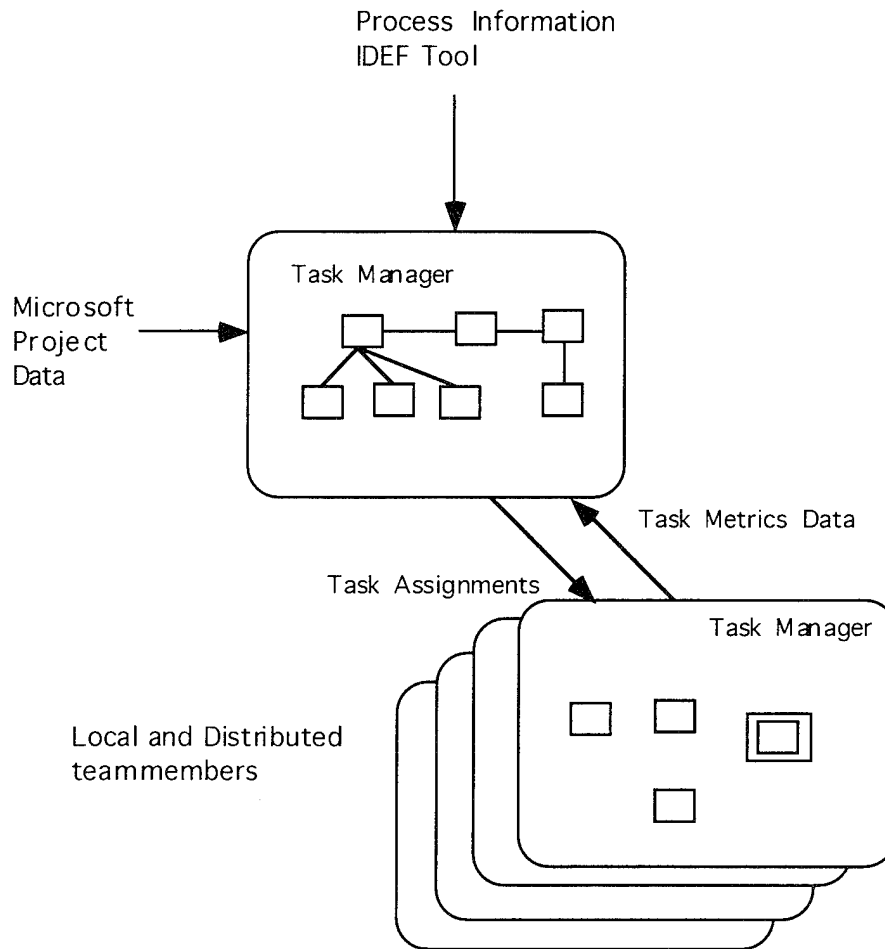 Process Information
IDEF Tool
Task Manager
Microsoft
Project
Data
Task Metrics Data
Task Assignments
Task Manager
Local and Distributed
teammembers